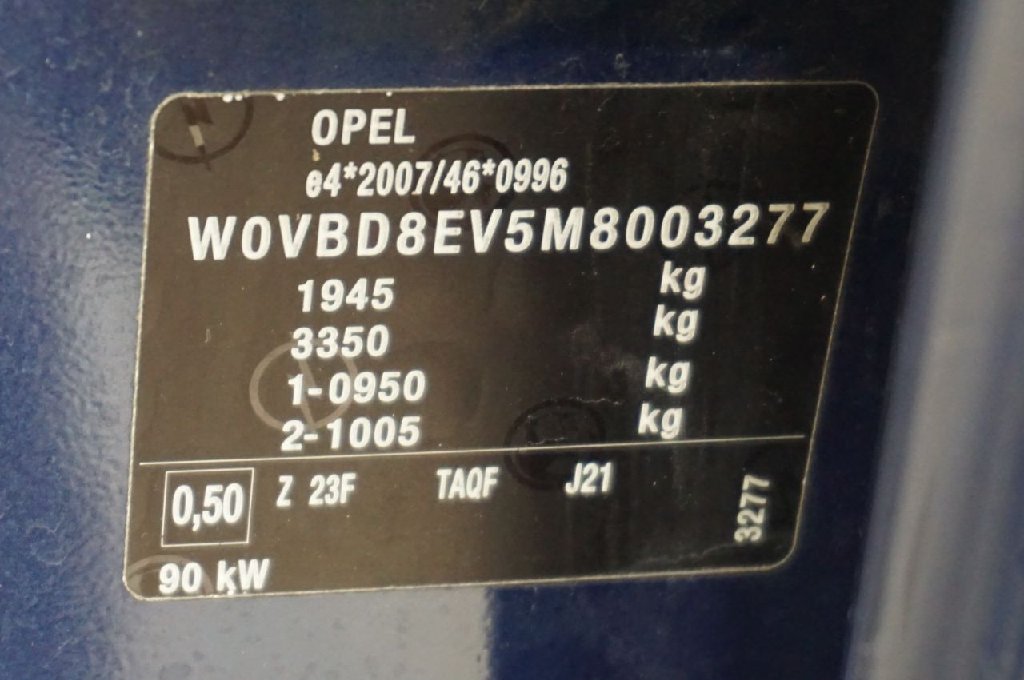 OPEL
e4*2007/46*0996
W0VBD8EV5M8003277
1945 kg
3350 kg
1-0950 kg
2-1005 kg
0,50 Z 23F TAQF J21 3277
90 kW